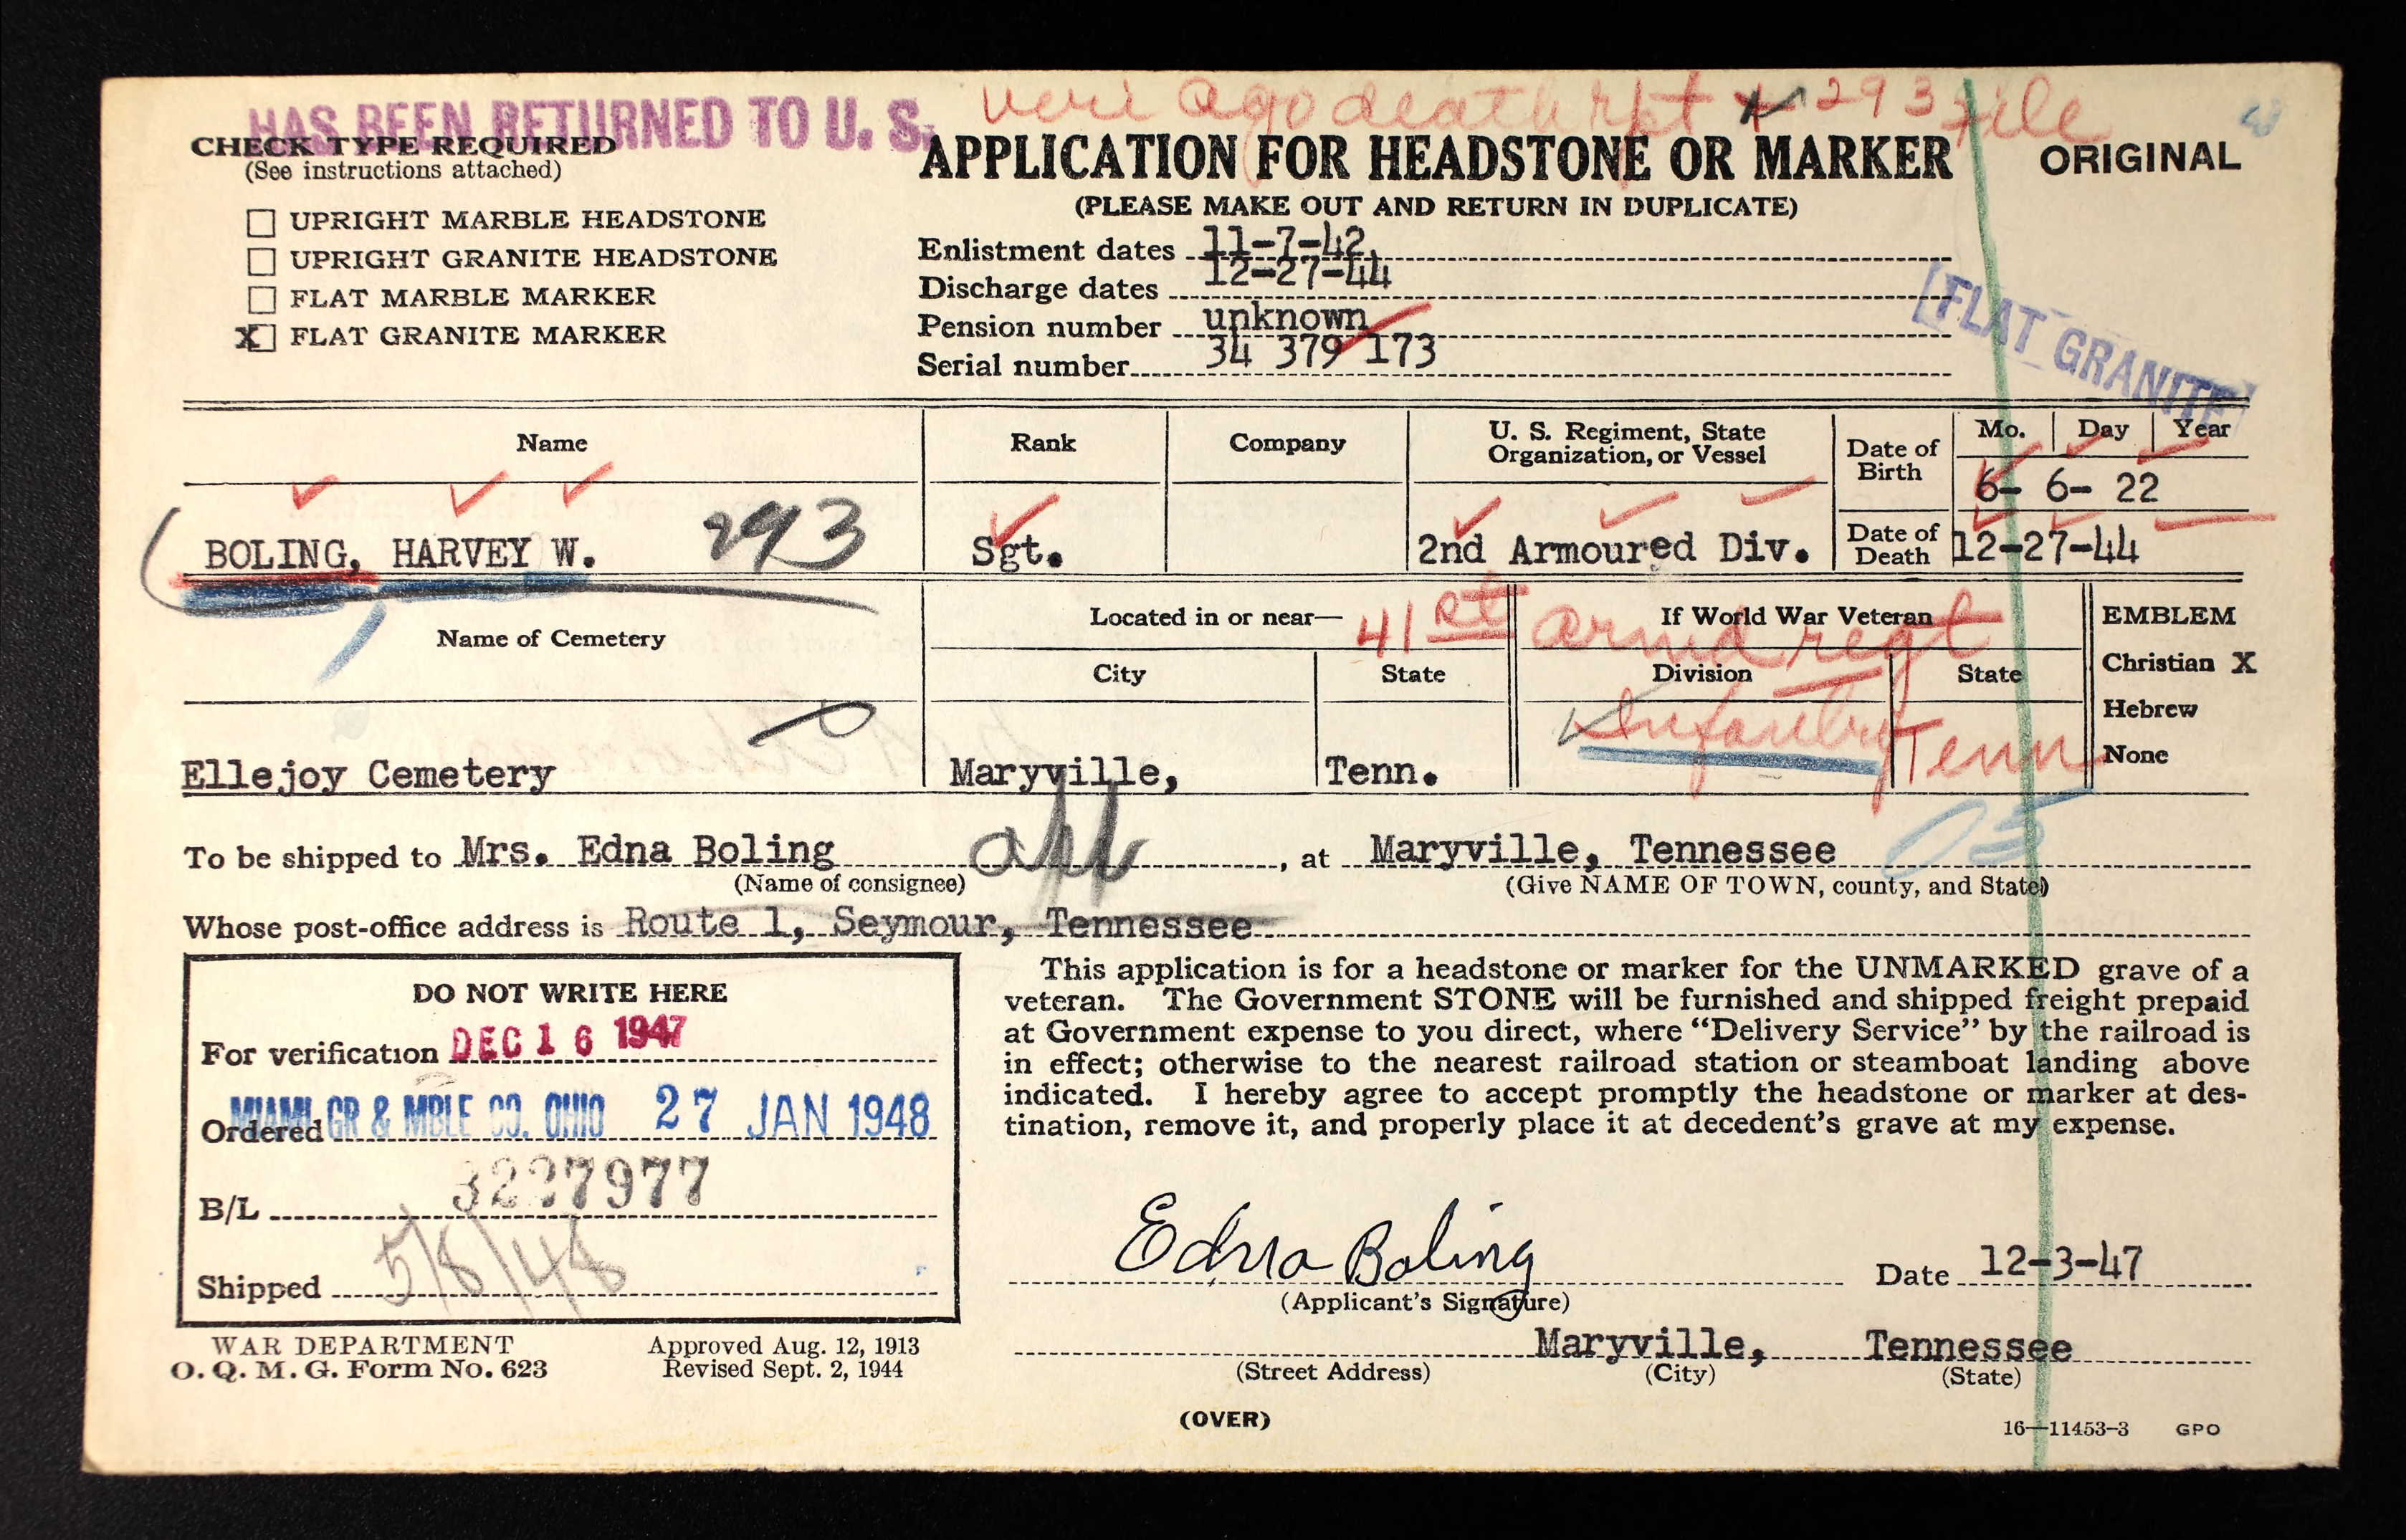 HAS BEEN RETURNED TO U. S.
veri ago death rpt + 293 file
CHECK TYPE REQUIRED
(See instructions attached)
UPRIGHT MARBLE HEADSTONE
UPRIGHT GRANITE HEADSTONE
FLAT MARBLE MARKER
X FLAT GRANITE MARKER
APPLICATION FOR HEADSTONE OR MARKER
ORIGINAL
(PLEASE MAKE OUT AND RETURN IN DUPLICATE)
Enlistment dates 11-7-42
Discharge dates 12-27-44
Pension number unknown
Serial number 34 379 173
FLAT GRANITE
Name
Rank
Company
U. S. Regiment, State Organization, or Vessel
Date of Birth
Mo. Day Year
6- 6- 22
BOLING, HARVEY W. 293
Sgt.
2nd Armoured Div.
Date of Death
12-27-44
Name of Cemetery
Located in or near—
City
State
If World War Veteran
Division
State
41st armd regt
Infantry
Tenn
EMBLEM
Christian X
Hebrew
None
Ellejoy Cemetery
Maryville,
Tenn.
To be shipped to Mrs. Edna Boling, at Maryville, Tennessee
(Name of consignee)
(Give NAME OF TOWN, county, and State)
Whose post-office address is Route 1, Seymour, Tennessee
DO NOT WRITE HERE
For verification DEC 16 1947
Ordered MIAMI GR & MBLE CO. OHIO 27 JAN 1948
B/L 3227977
Shipped 5/8/48
WAR DEPARTMENT
O. Q. M. G. Form No. 623
Approved Aug. 12, 1913
Revised Sept. 2, 1944
This application is for a headstone or marker for the UNMARKED grave of a
veteran. The Government STONE will be furnished and shipped freight prepaid
at Government expense to you direct, where “Delivery Service” by the railroad is
in effect; otherwise to the nearest railroad station or steamboat landing above
indicated. I hereby agree to accept promptly the headstone or marker at des-
tination, remove it, and properly place it at decedent's grave at my expense.
Edna Boling
(Applicant's Signature)
Date 12-3-47
Maryville, Tennessee
(Street Address) (City) (State)
(OVER)
16—11453-3 GPO